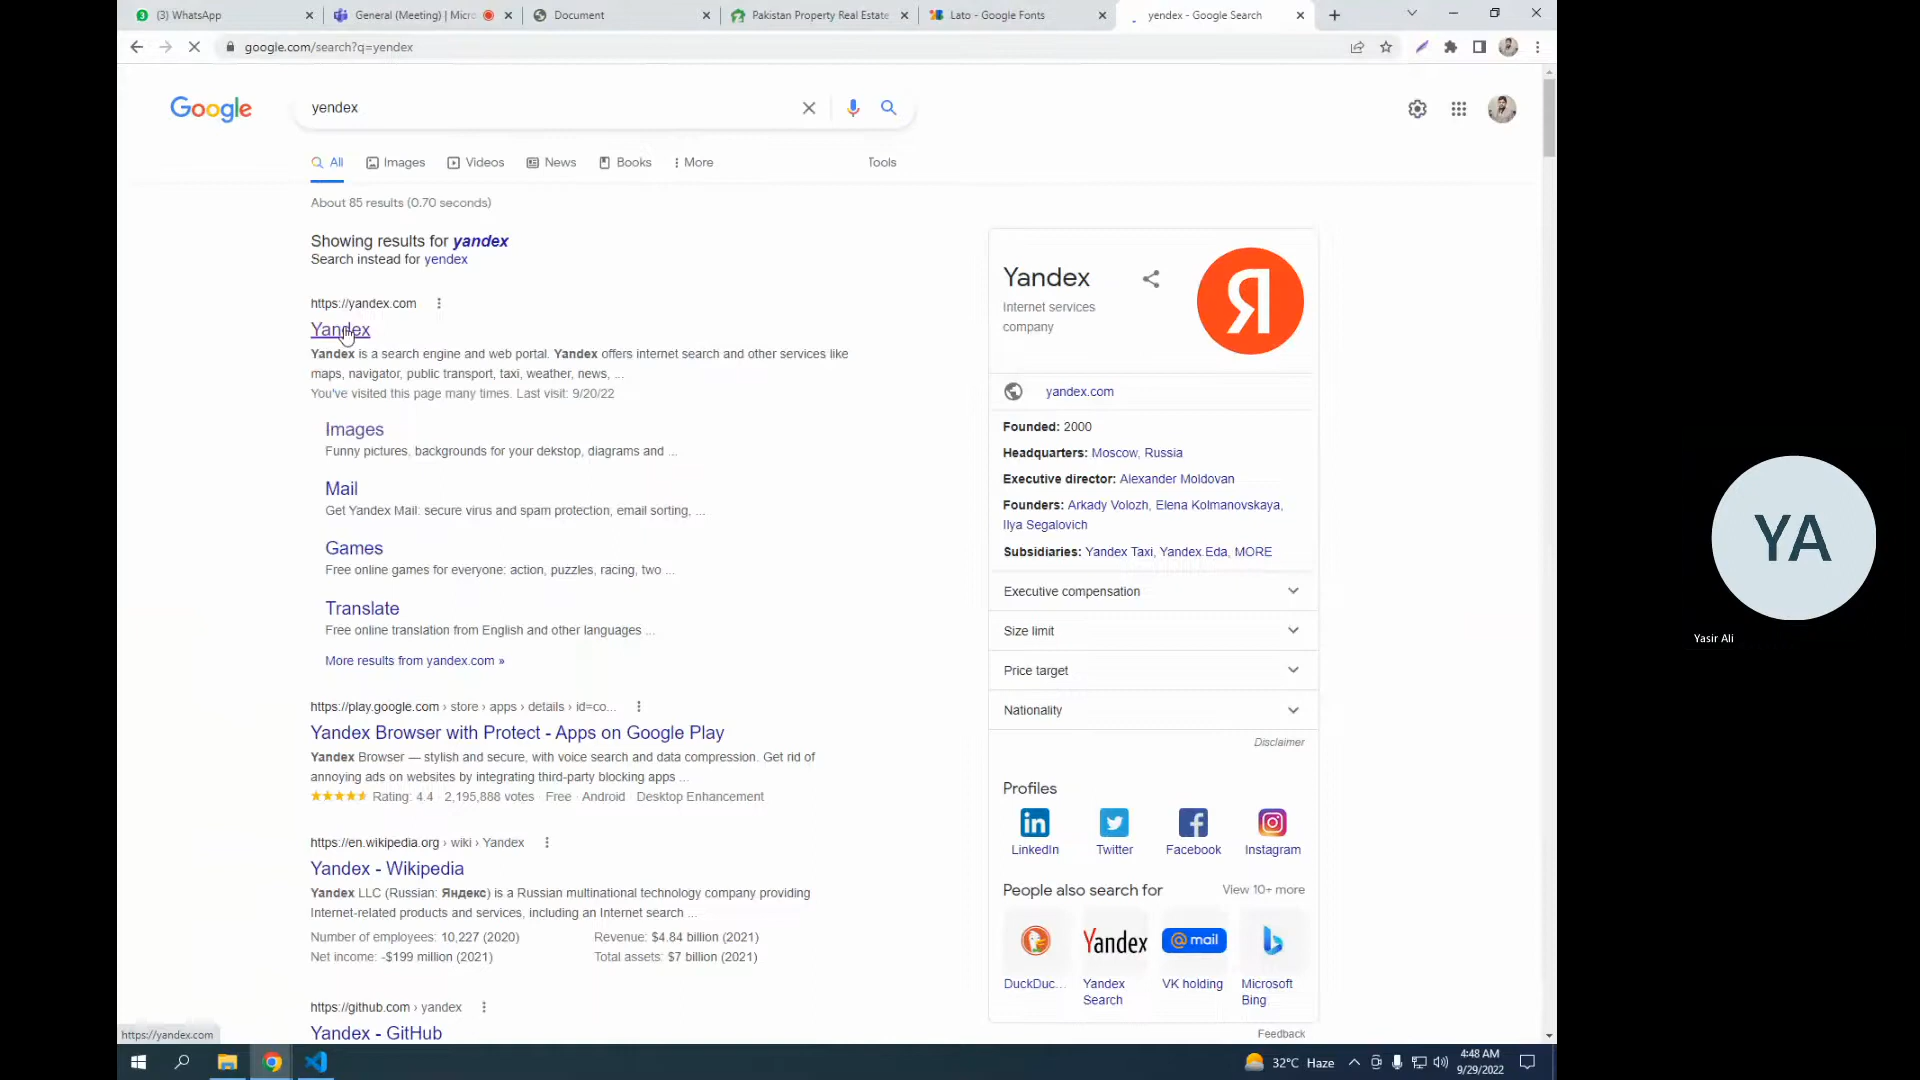 (3) WhatsApp
General (Meeting) | Micr
Document
Pakistan Property Real Estate
Lato - Google Fonts
yendex - Google Search
google.com/search?q=yendex
Google
yendex
All
Images
Videos
News
Books
More
Tools
About 85 results (0.70 seconds)
Showing results for yandex
Search instead for yendex
https://yandex.com
Yandex
Yandex is a search engine and web portal. Yandex offers internet search and other services like
maps, navigator, public transport, taxi, weather, news, ...
You've visited this page many times. Last visit: 9/20/22
Images
Funny pictures, backgrounds for your dekstop, diagrams and ...
Mail
Get Yandex Mail: secure virus and spam protection, email sorting, ...
Games
Free online games for everyone: action, puzzles, racing, two ...
Translate
Free online translation from English and other languages ...
More results from yandex.com »
https://play.google.com › store › apps › details › id=co...
Yandex Browser with Protect - Apps on Google Play
Yandex Browser — stylish and secure, with voice search and data compression. Get rid of
annoying ads on websites by integrating third-party blocking apps ...
Rating: 4.4 · 2,195,888 votes · Free · Android · Desktop Enhancement
https://en.wikipedia.org › wiki › Yandex
Yandex - Wikipedia
Yandex LLC (Russian: Яндекс) is a Russian multinational technology company providing
Internet-related products and services, including an Internet search ...
Number of employees: 10,227 (2020)
Revenue: $4.84 billion (2021)
Net income: -$199 million (2021)
Total assets: $7 billion (2021)
https://github.com › yandex
Yandex - GitHub
https://yandex.com
Yandex
Internet services
company
Я
yandex.com
Founded: 2000
Headquarters: Moscow, Russia
Executive director: Alexander Moldovan
Founders: Arkady Volozh, Elena Kolmanovskaya,
Ilya Segalovich
Subsidiaries: Yandex Taxi, Yandex Eda, MORE
Executive compensation
Size limit
Price target
Nationality
Disclaimer
Profiles
LinkedIn
Twitter
Facebook
Instagram
People also search for
View 10+ more
Yandex
@mail
DuckDuc...
Yandex
Search
VK holding
Microsoft
Bing
Feedback
32°C Haze
4:48 AM
9/29/2022
YA
Yasir Ali